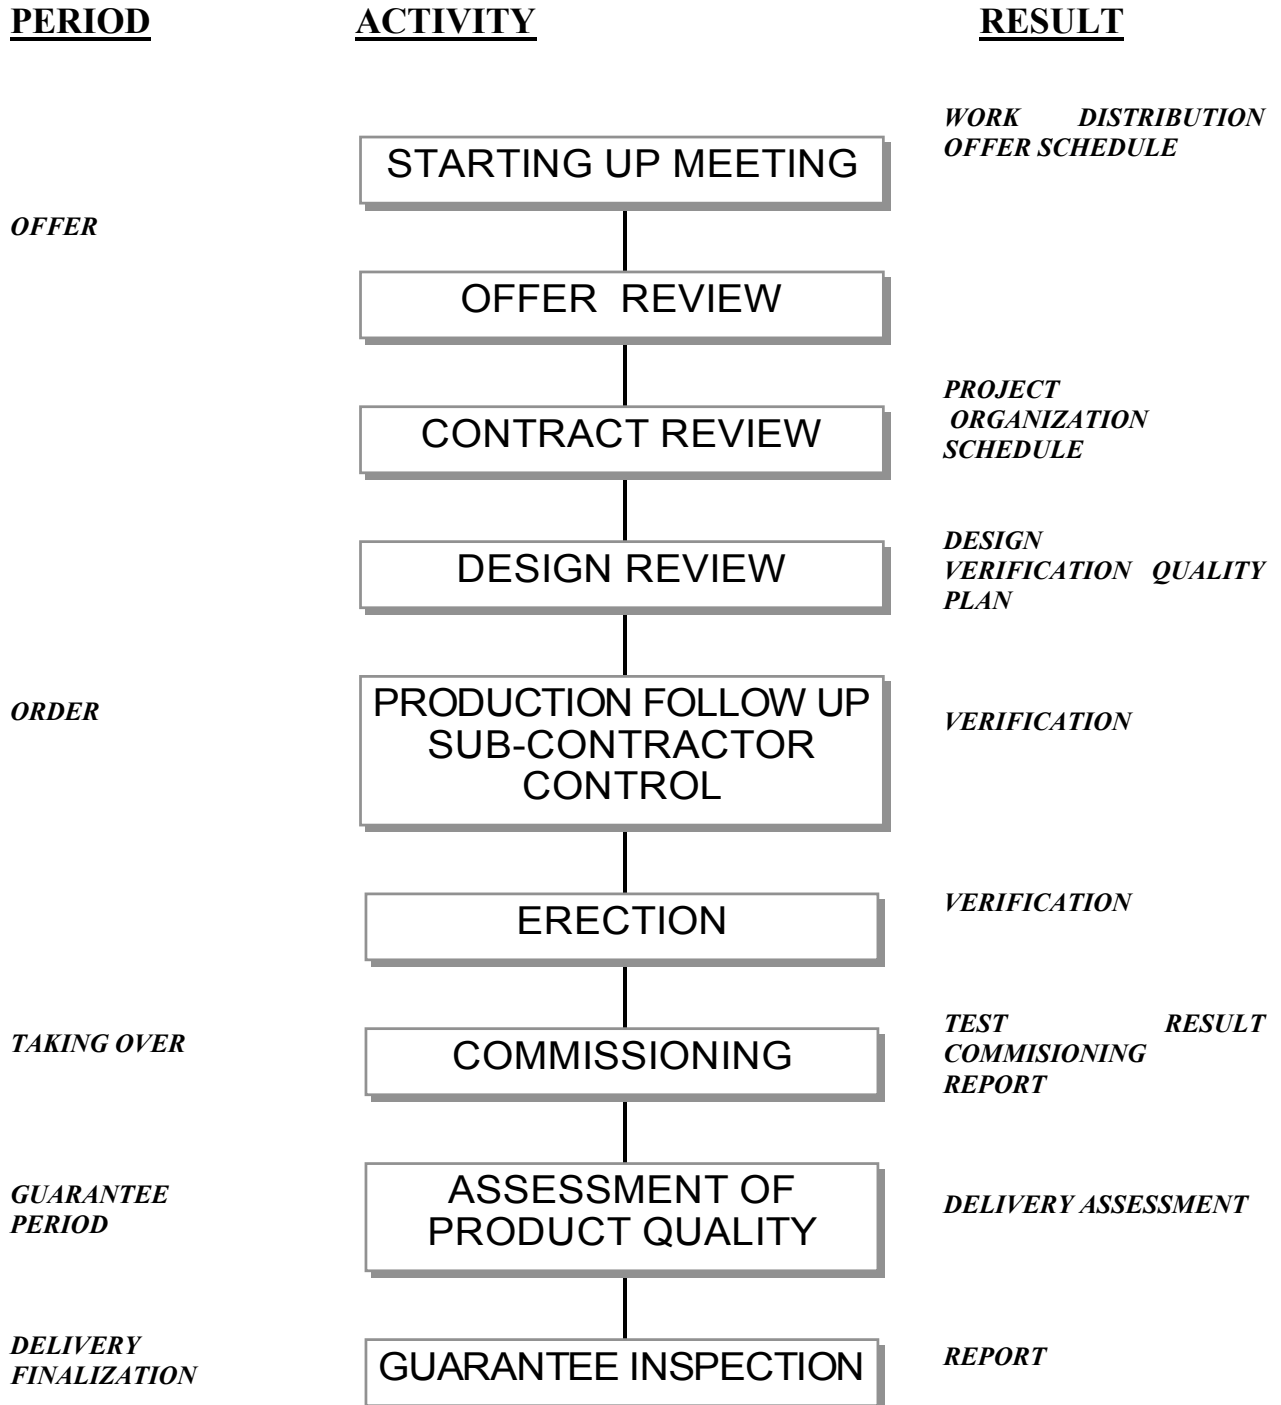 PERIOD ACTIVITY RESULT
WORK DISTRIBUTION
OFFER SCHEDULE
STARTING UP MEETING
OFFER
OFFER REVIEW
PROJECT
ORGANIZATION
SCHEDULE
CONTRACT REVIEW
DESIGN
VERIFICATION QUALITY
PLAN
DESIGN REVIEW
ORDER
PRODUCTION FOLLOW UP
SUB-CONTRACTOR
CONTROL
VERIFICATION
ERECTION
VERIFICATION
TAKING OVER
COMMISSIONING
TEST RESULT
COMMISIONING
REPORT
GUARANTEE
PERIOD
ASSESSMENT OF
PRODUCT QUALITY
DELIVERY ASSESSMENT
DELIVERY
FINALIZATION
GUARANTEE INSPECTION
REPORT